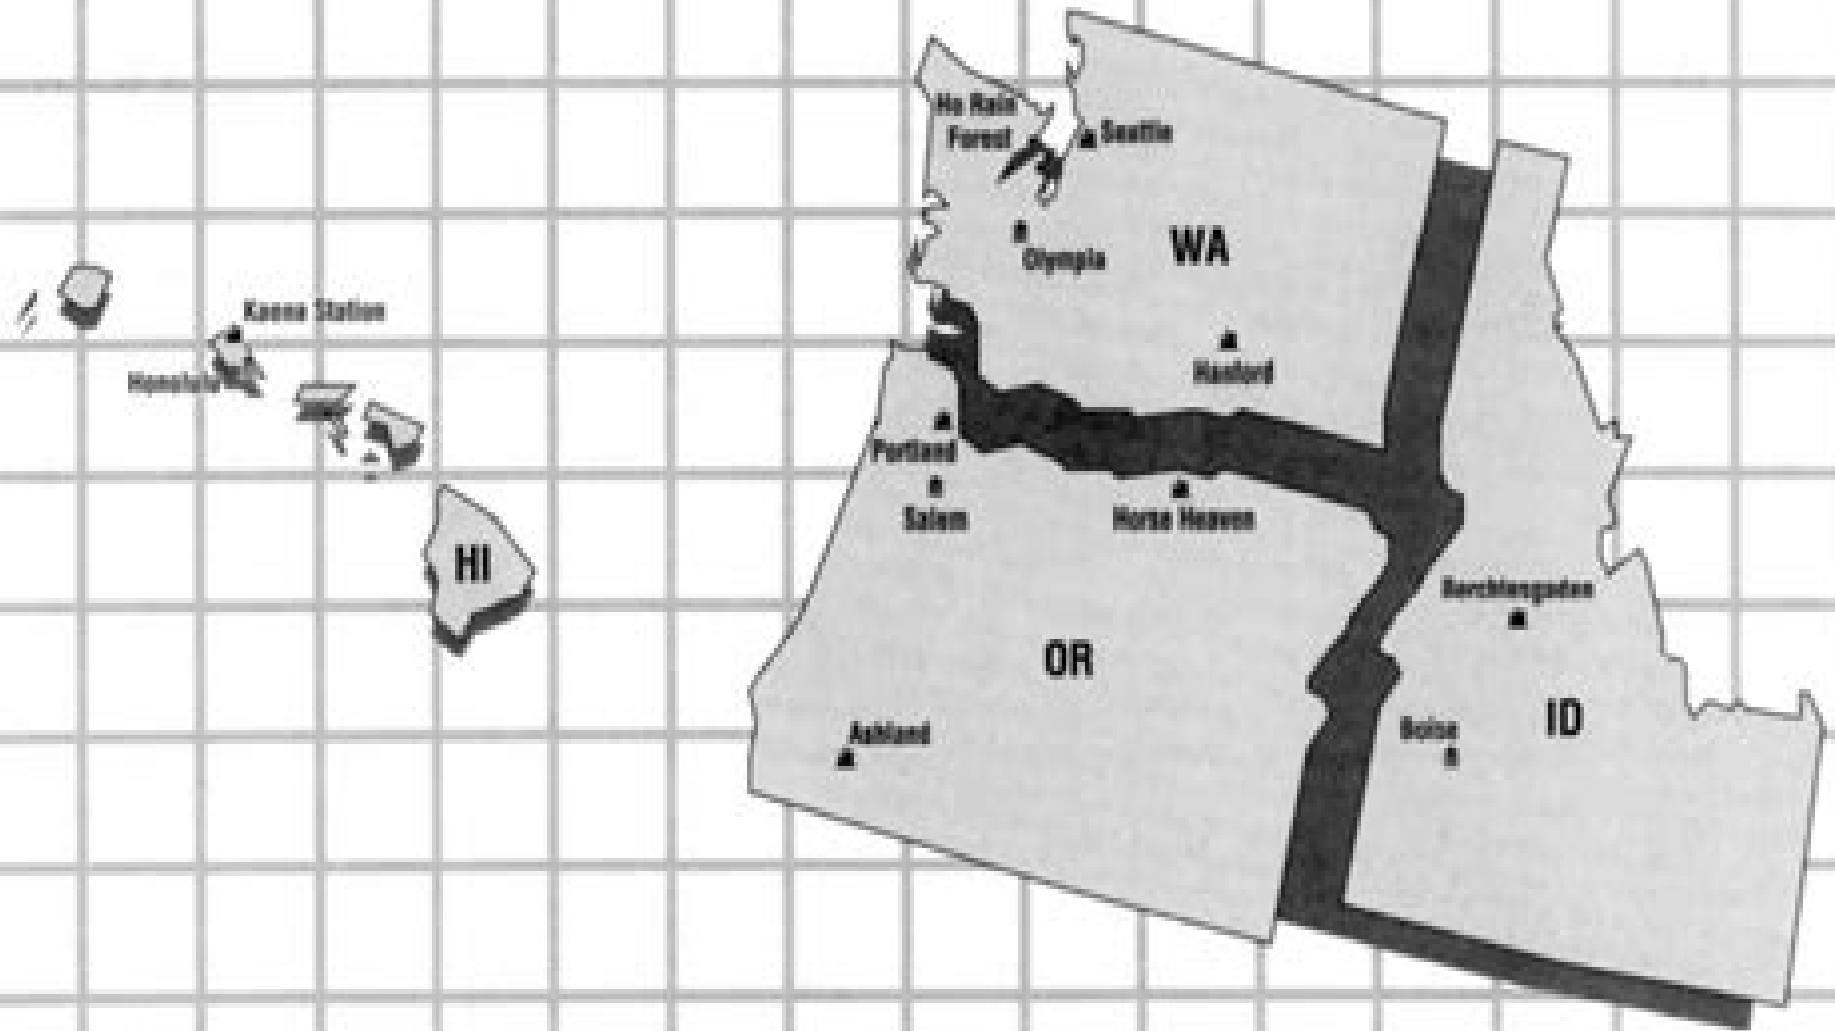 Ho Rain
Forest
Seattle
WA
Olympia
Kaena Station
Honolulu
Hanford
Portland
Salem
Horse Heaven
HI
Berchtesgaden
OR
ID
Boise
Ashland